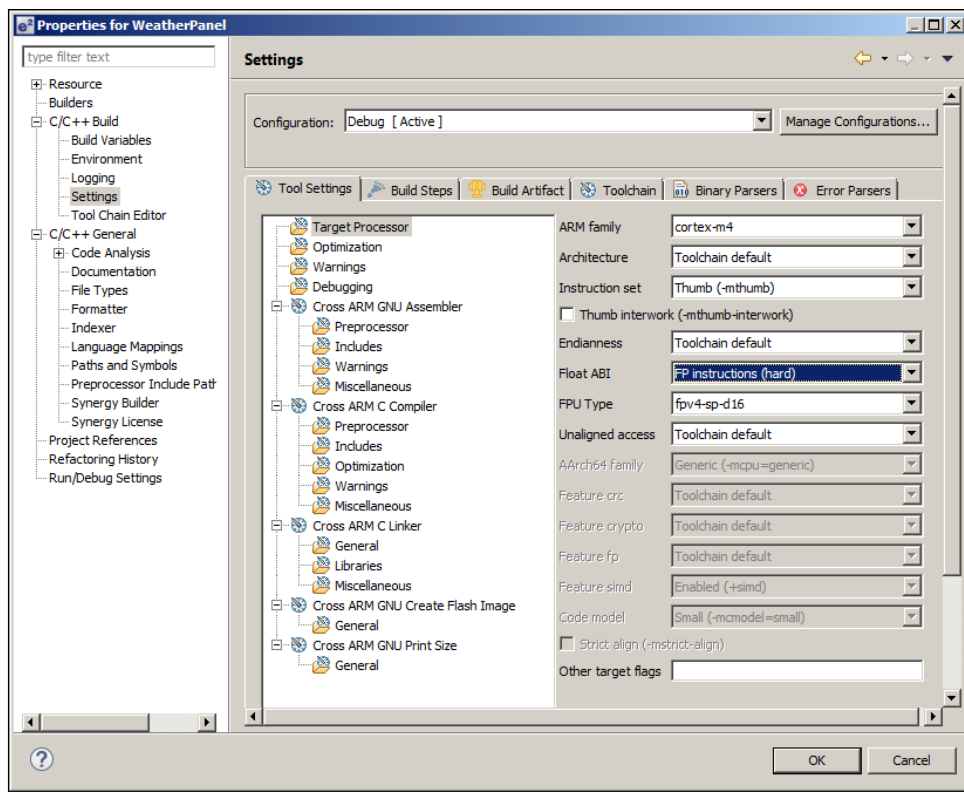 e² Properties for WeatherPanel
type filter text
Resource
Builders
C/C++ Build
Build Variables
Environment
Logging
Settings
Tool Chain Editor
C/C++ General
Code Analysis
Documentation
File Types
Formatter
Indexer
Language Mappings
Paths and Symbols
Preprocessor Include Pat
Synergy Builder
Synergy License
Project References
Refactoring History
Run/Debug Settings
Settings
Configuration: Debug [ Active ] Manage Configurations...
Tool Settings Build Steps Build Artifact Toolchain 010 Binary Parsers Error Parsers
Target Processor
Optimization
Warnings
Debugging
Cross ARM GNU Assembler
Preprocessor
Includes
Warnings
Miscellaneous
Cross ARM C Compiler
Preprocessor
Includes
Optimization
Warnings
Miscellaneous
Cross ARM C Linker
General
Libraries
Miscellaneous
Cross ARM GNU Create Flash Image
General
Cross ARM GNU Print Size
General
ARM family cortex-m4
Architecture Toolchain default
Instruction set Thumb (-mthumb)
Thumb interwork (-mthumb-interwork)
Endianness Toolchain default
Float ABI FP instructions (hard)
FPU Type fpv4-sp-d16
Unaligned access Toolchain default
AArch64 family Generic (-mcpu=generic)
Feature crc Toolchain default
Feature crypto Toolchain default
Feature fp Toolchain default
Feature simd Enabled (+simd)
Code model Small (-mcmodel=small)
Strict align (-mstrict-align)
Other target flags
? OK Cancel